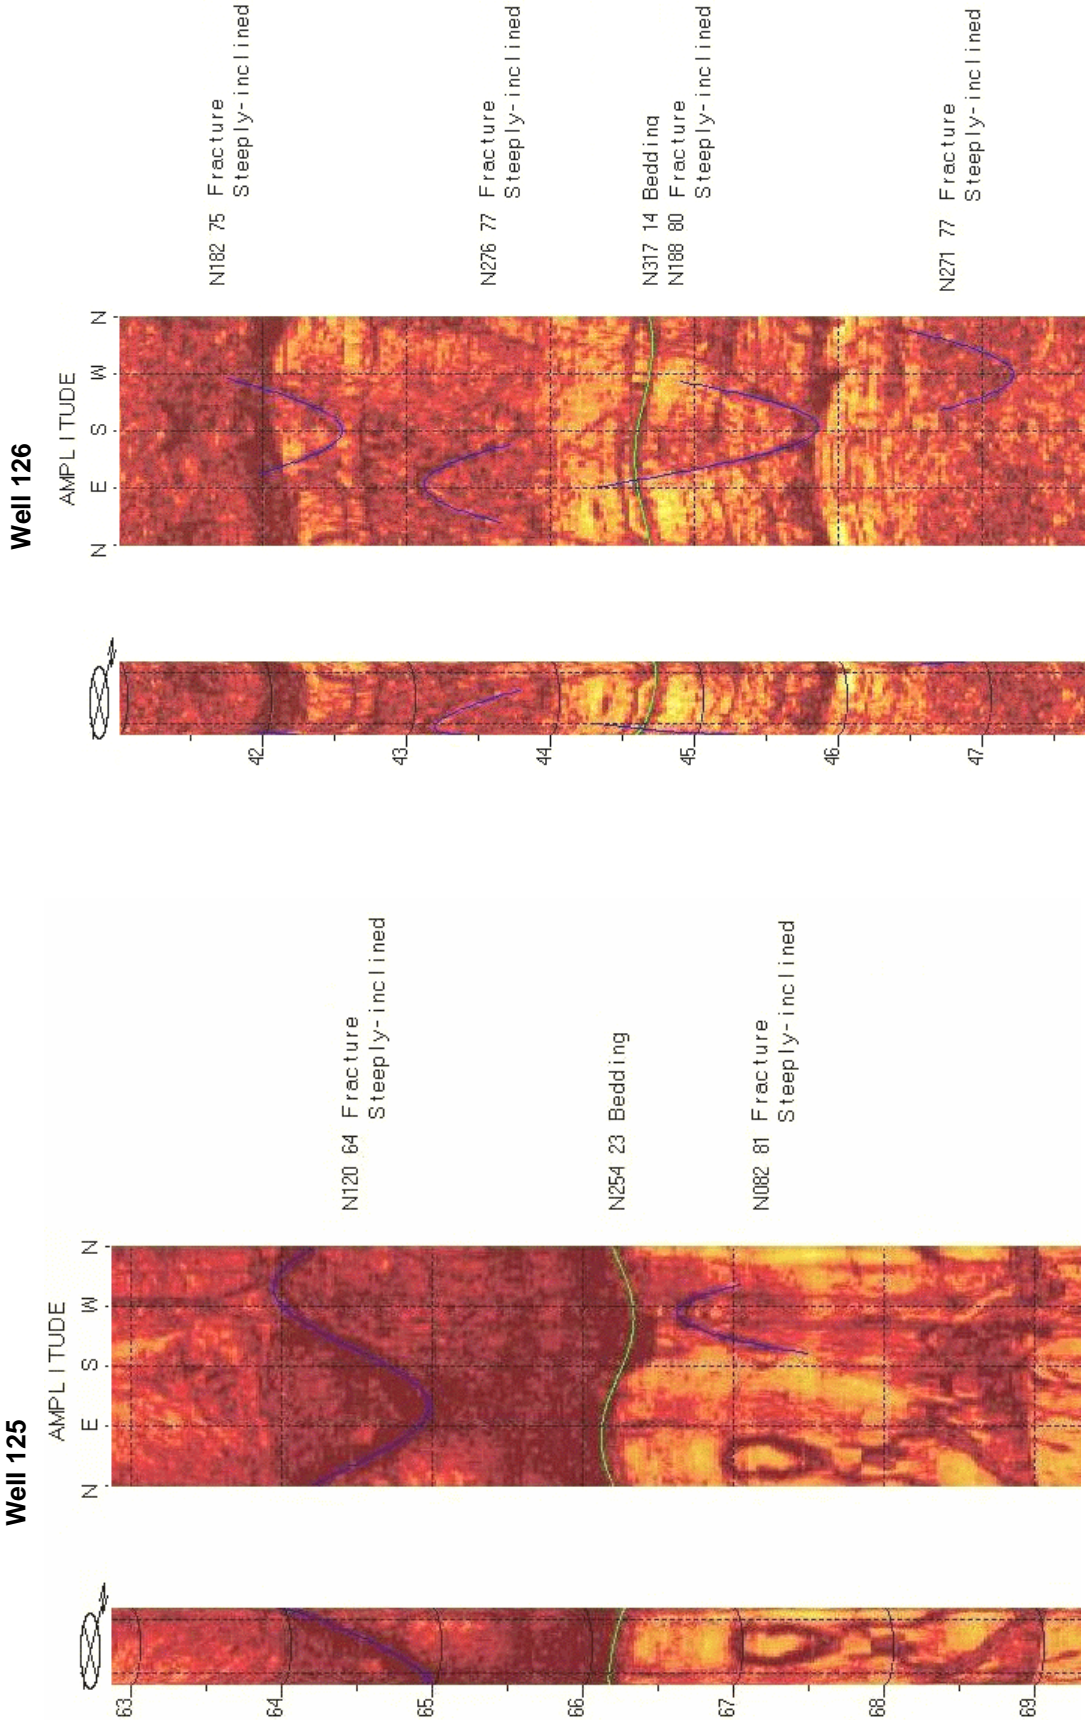 Well 125
AMPLITUDE
N E S W N
63
64
65
66
67
68
69
N120 64 Fracture
Steeply-inclined
N254 23 Bedding
N082 81 Fracture
Steeply-inclined
Well 126
AMPLITUDE
N E S W N
42
43
44
45
46
47
N182 75 Fracture
Steeply-inclined
N276 77 Fracture
Steeply-inclined
N317 14 Bedding
N188 80 Fracture
Steeply-inclined
N271 77 Fracture
Steeply-inclined